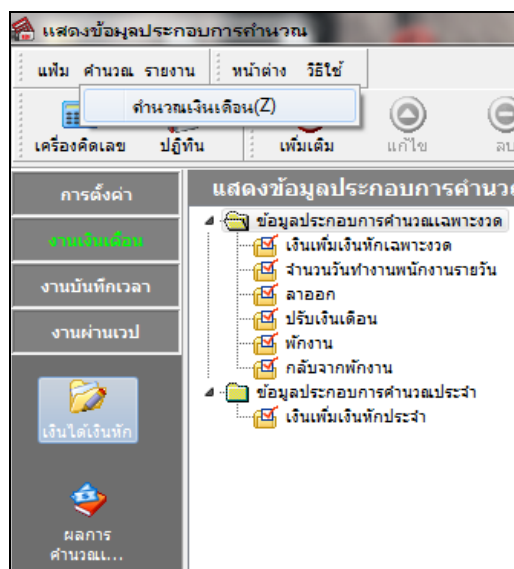 แสดงข้อมูลประกอบการคำนวณ
แฟ้ม คำนวณ รายงาน หน้าต่าง วิธีใช้
คำนวณเงินเดือน(Z)
เครื่องคิดเลข ปฏิทิน เพิ่มเติม แก้ไข ลบ
การตั้งค่า
งานเงินเดือน
งานบันทึกเวลา
งานผ่านเวป
เงินได้เงินหัก
ผลการ
คำนวณเ...
แสดงข้อมูลประกอบการคำนว
ข้อมูลประกอบการคำนวณเฉพาะงวด
เงินเพิ่มเงินหักเฉพาะงวด
จำนวนวันทำงานพนักงานรายวัน
ลาออก
ปรับเงินเดือน
พักงาน
กลับจากพักงาน
ข้อมูลประกอบการคำนวณประจำ
เงินเพิ่มเงินหักประจำ